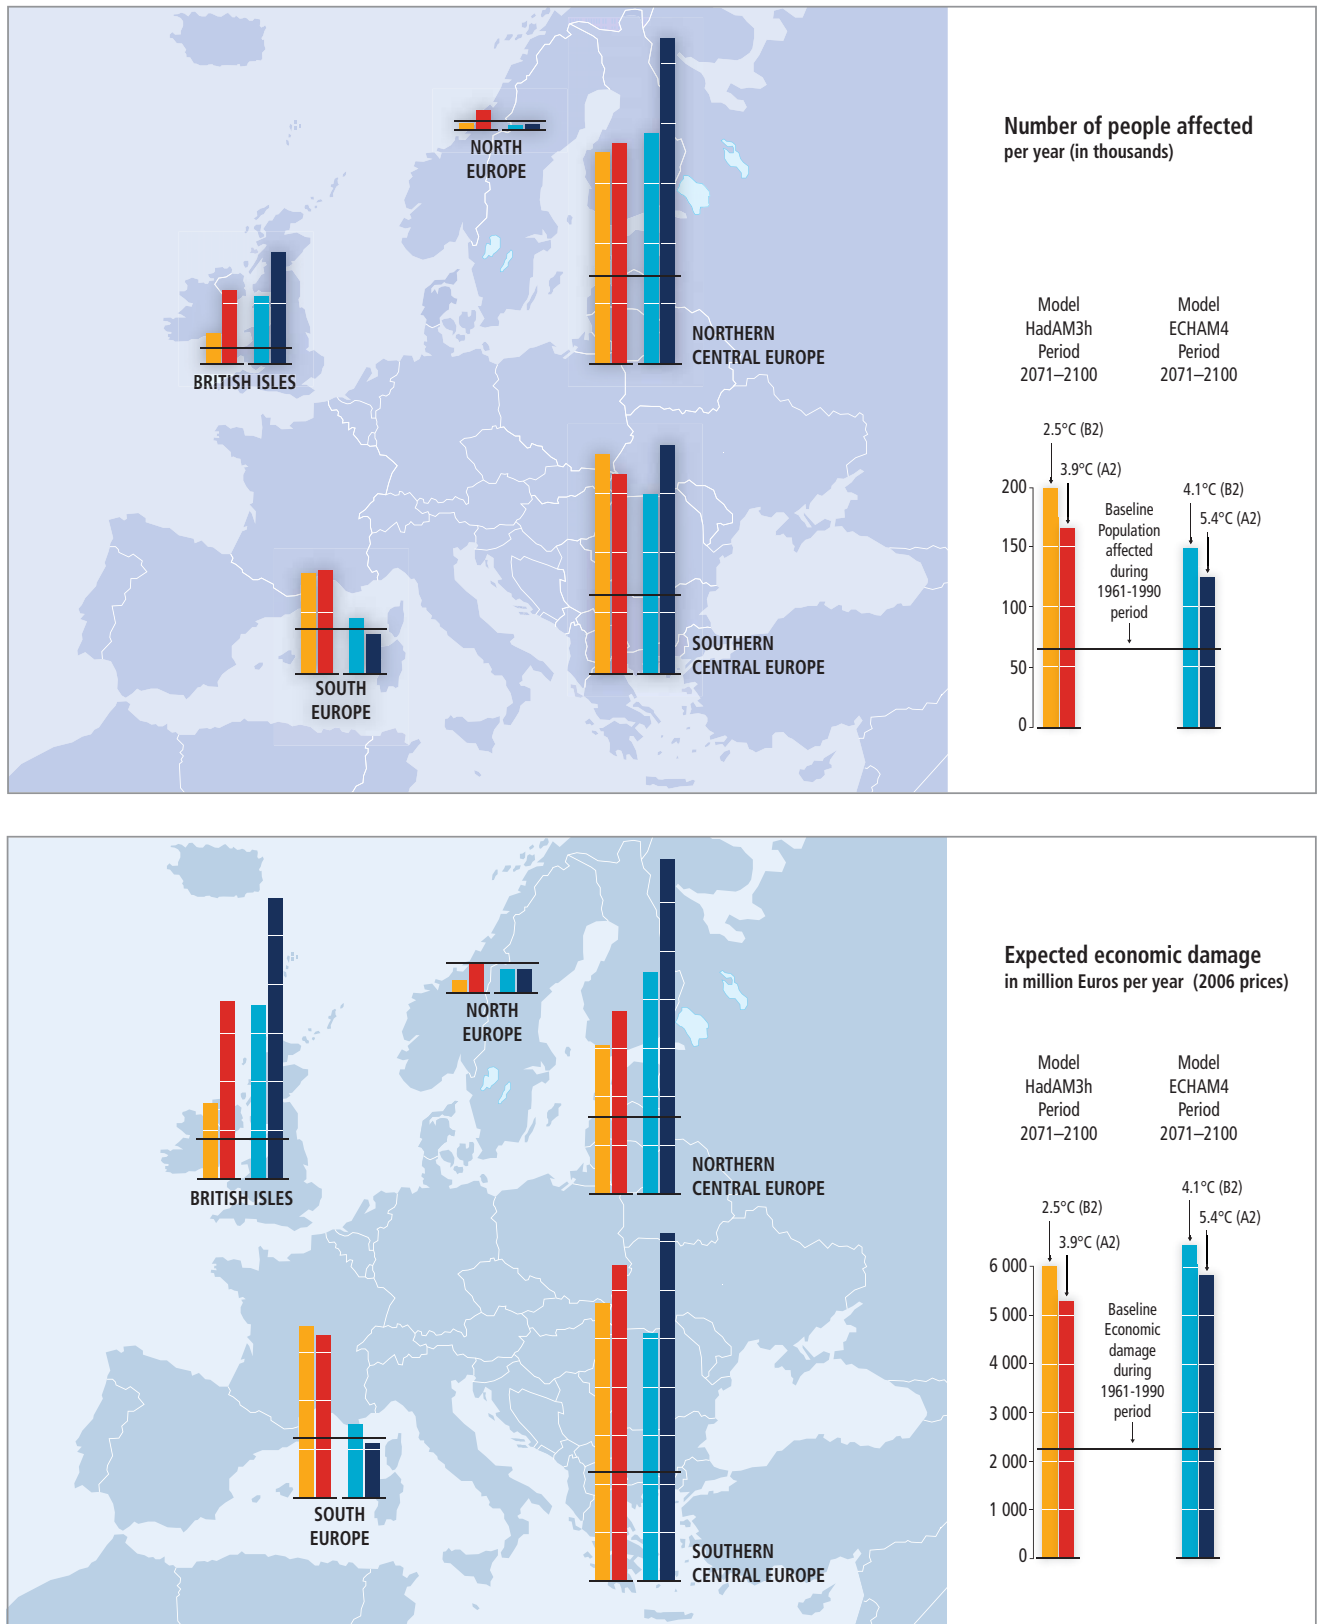 NORTH
EUROPE
BRITISH ISLES
NORTHERN
CENTRAL EUROPE
SOUTHERN
CENTRAL EUROPE
SOUTH
EUROPE
Number of people affected
per year (in thousands)
Model
HadAM3h
Period
2071–2100
Model
ECHAM4
Period
2071–2100
2.5°C (B2)
3.9°C (A2)
4.1°C (B2)
5.4°C (A2)
200
150
100
50
0
Baseline
Population
affected
during
1961-1990
period
NORTH
EUROPE
BRITISH ISLES
NORTHERN
CENTRAL EUROPE
SOUTH
EUROPE
SOUTHERN
CENTRAL EUROPE
Expected economic damage
in million Euros per year (2006 prices)
Model
HadAM3h
Period
2071–2100
Model
ECHAM4
Period
2071–2100
2.5°C (B2)
3.9°C (A2)
4.1°C (B2)
5.4°C (A2)
6 000
5 000
4 000
3 000
2 000
1 000
0
Baseline
Economic
damage
during
1961-1990
period